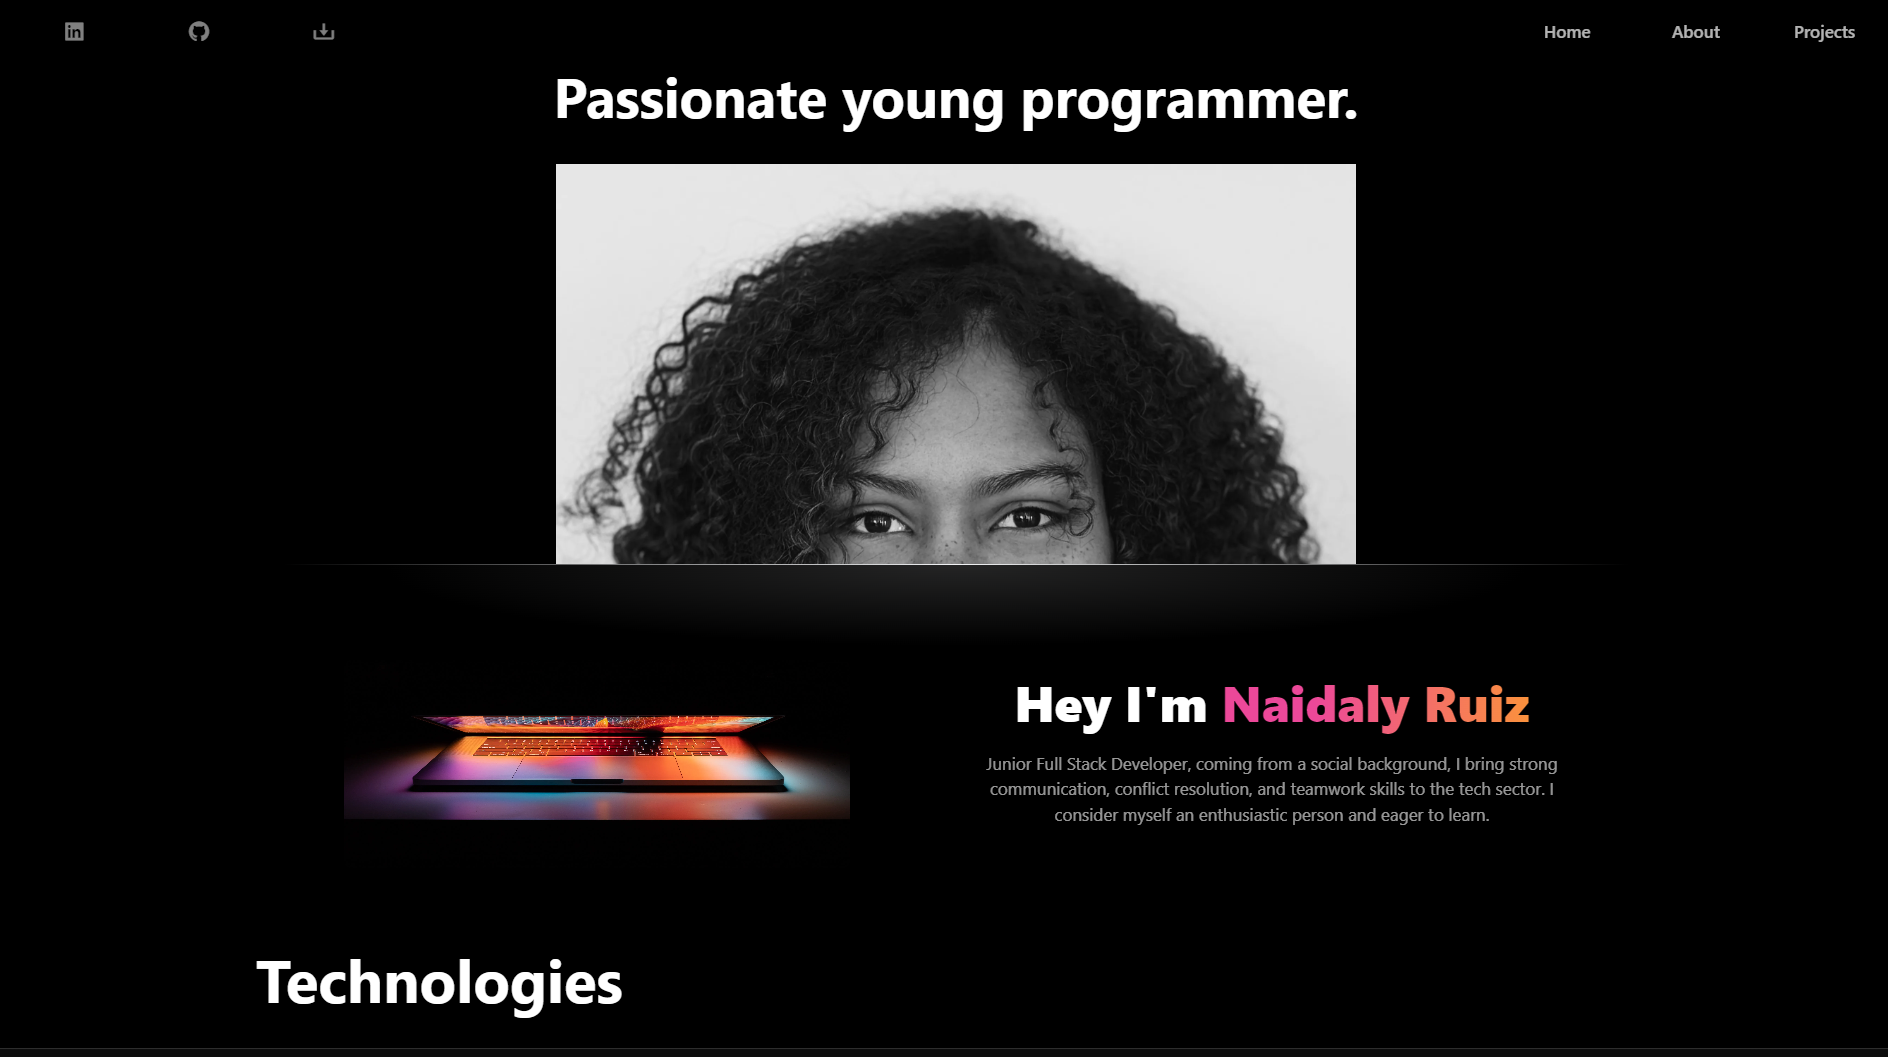 Home About Projects
Passionate young programmer.
Hey I'm Naidaly Ruiz
Junior Full Stack Developer, coming from a social background, I bring strong
communication, conflict resolution, and teamwork skills to the tech sector. I
consider myself an enthusiastic person and eager to learn.
Technologies